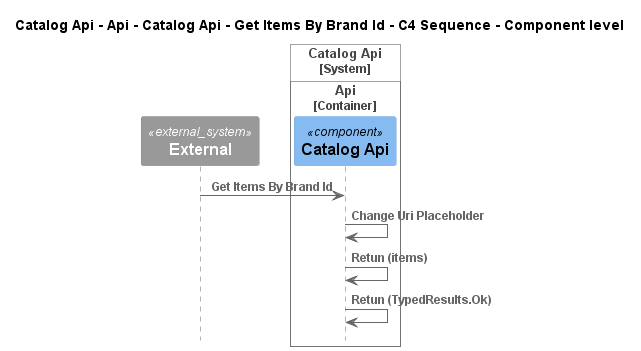 Catalog Api - Api - Catalog Api - Get Items By Brand Id - C4 Sequence - Component level
Catalog Api
[System]
Api
[Container]
«external_system»
External
«component»
Catalog Api
Get Items By Brand Id
Change Uri Placeholder
Retun (items)
Retun (TypedResults.Ok)